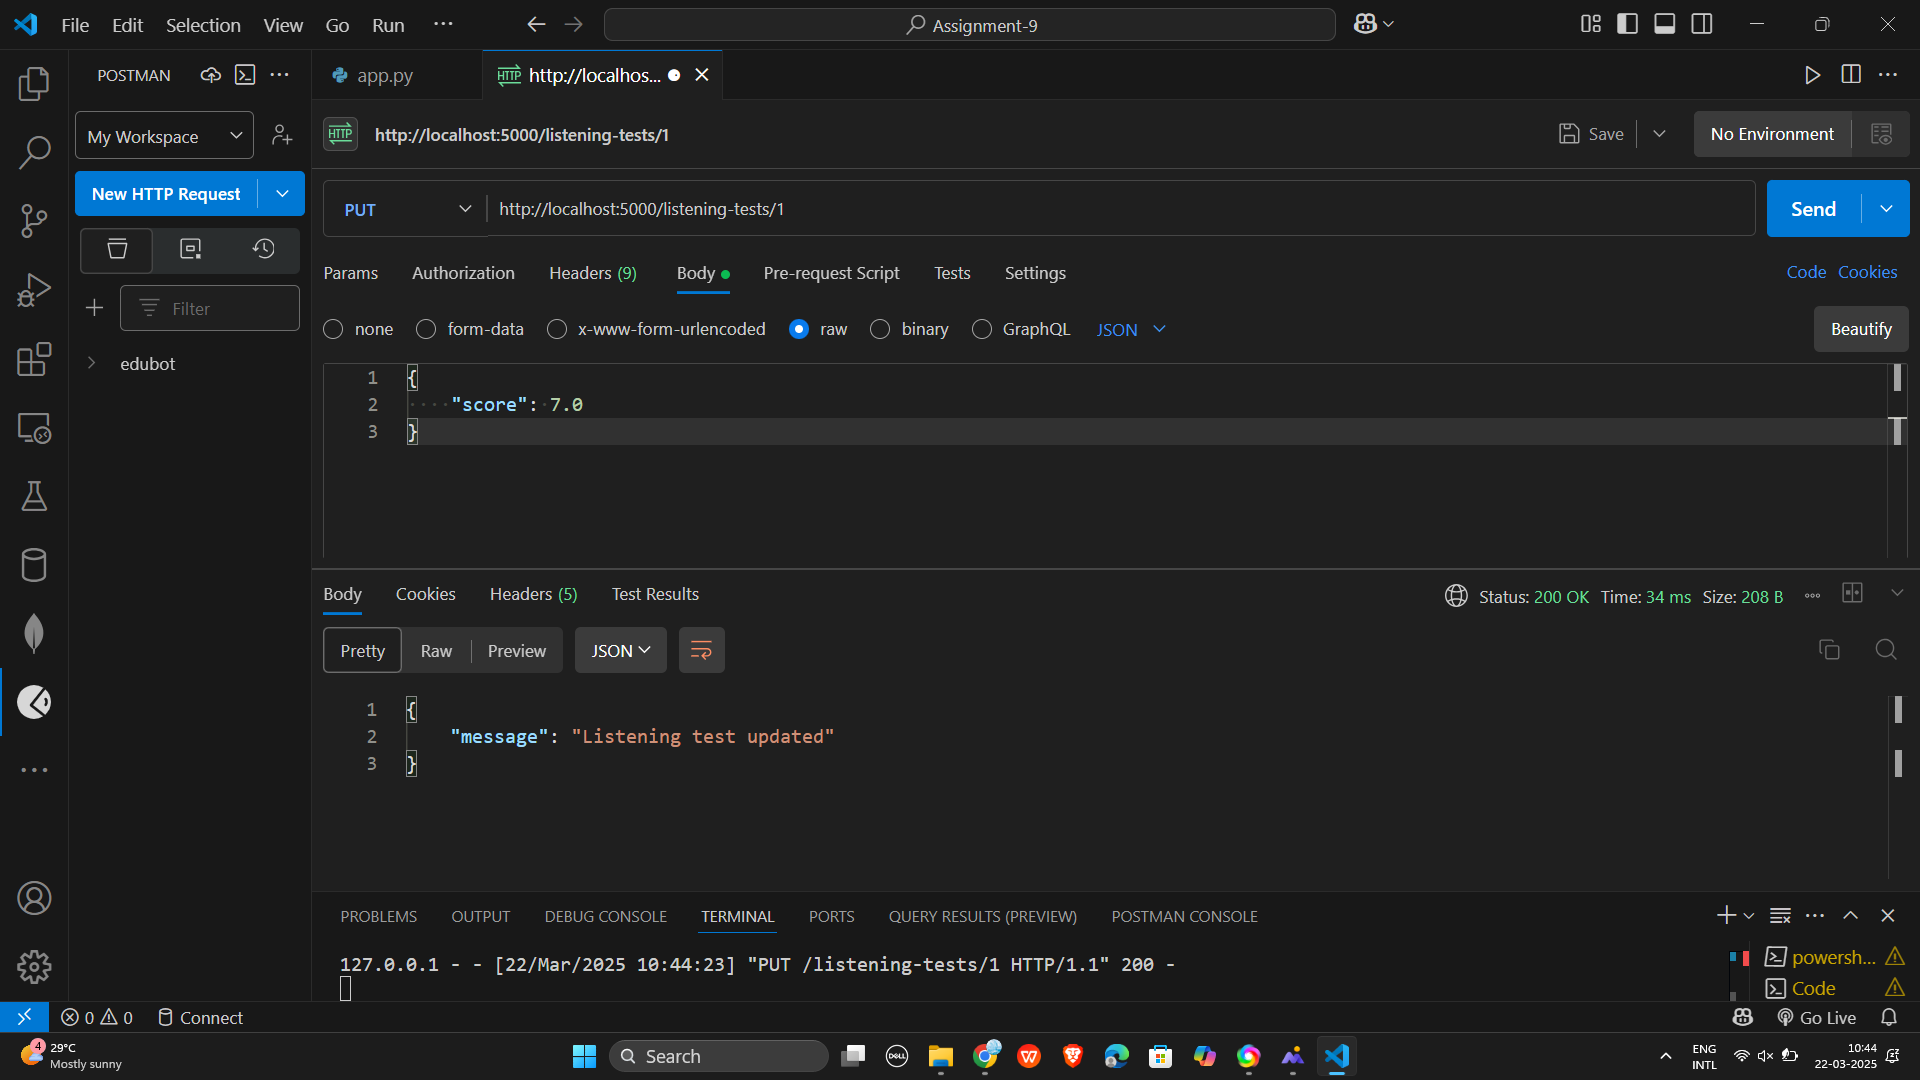 File Edit Selection View Go Run ··· Assignment-9
POSTMAN
app.py
HTTP http://localhos...
My Workspace
HTTP http://localhost:5000/listening-tests/1
Save
No Environment
New HTTP Request
PUT http://localhost:5000/listening-tests/1
Send
Params Authorization Headers (9) Body Pre-request Script Tests Settings
Code Cookies
Filter
none form-data x-www-form-urlencoded raw binary GraphQL JSON
Beautify
edubot
1 {
2 ····"score":·7.0
3 }
Body Cookies Headers (5) Test Results
Status: 200 OK Time: 34 ms Size: 208 B
Pretty Raw Preview JSON
1 {
2 "message": "Listening test updated"
3 }
PROBLEMS OUTPUT DEBUG CONSOLE TERMINAL PORTS QUERY RESULTS (PREVIEW) POSTMAN CONSOLE
127.0.0.1 - - [22/Mar/2025 10:44:23] "PUT /listening-tests/1 HTTP/1.1" 200 -
powersh...
Code
0 0 Connect
Go Live
4
29°C
Mostly sunny
Search
DELL
ENG
INTL
10:44
22-03-2025